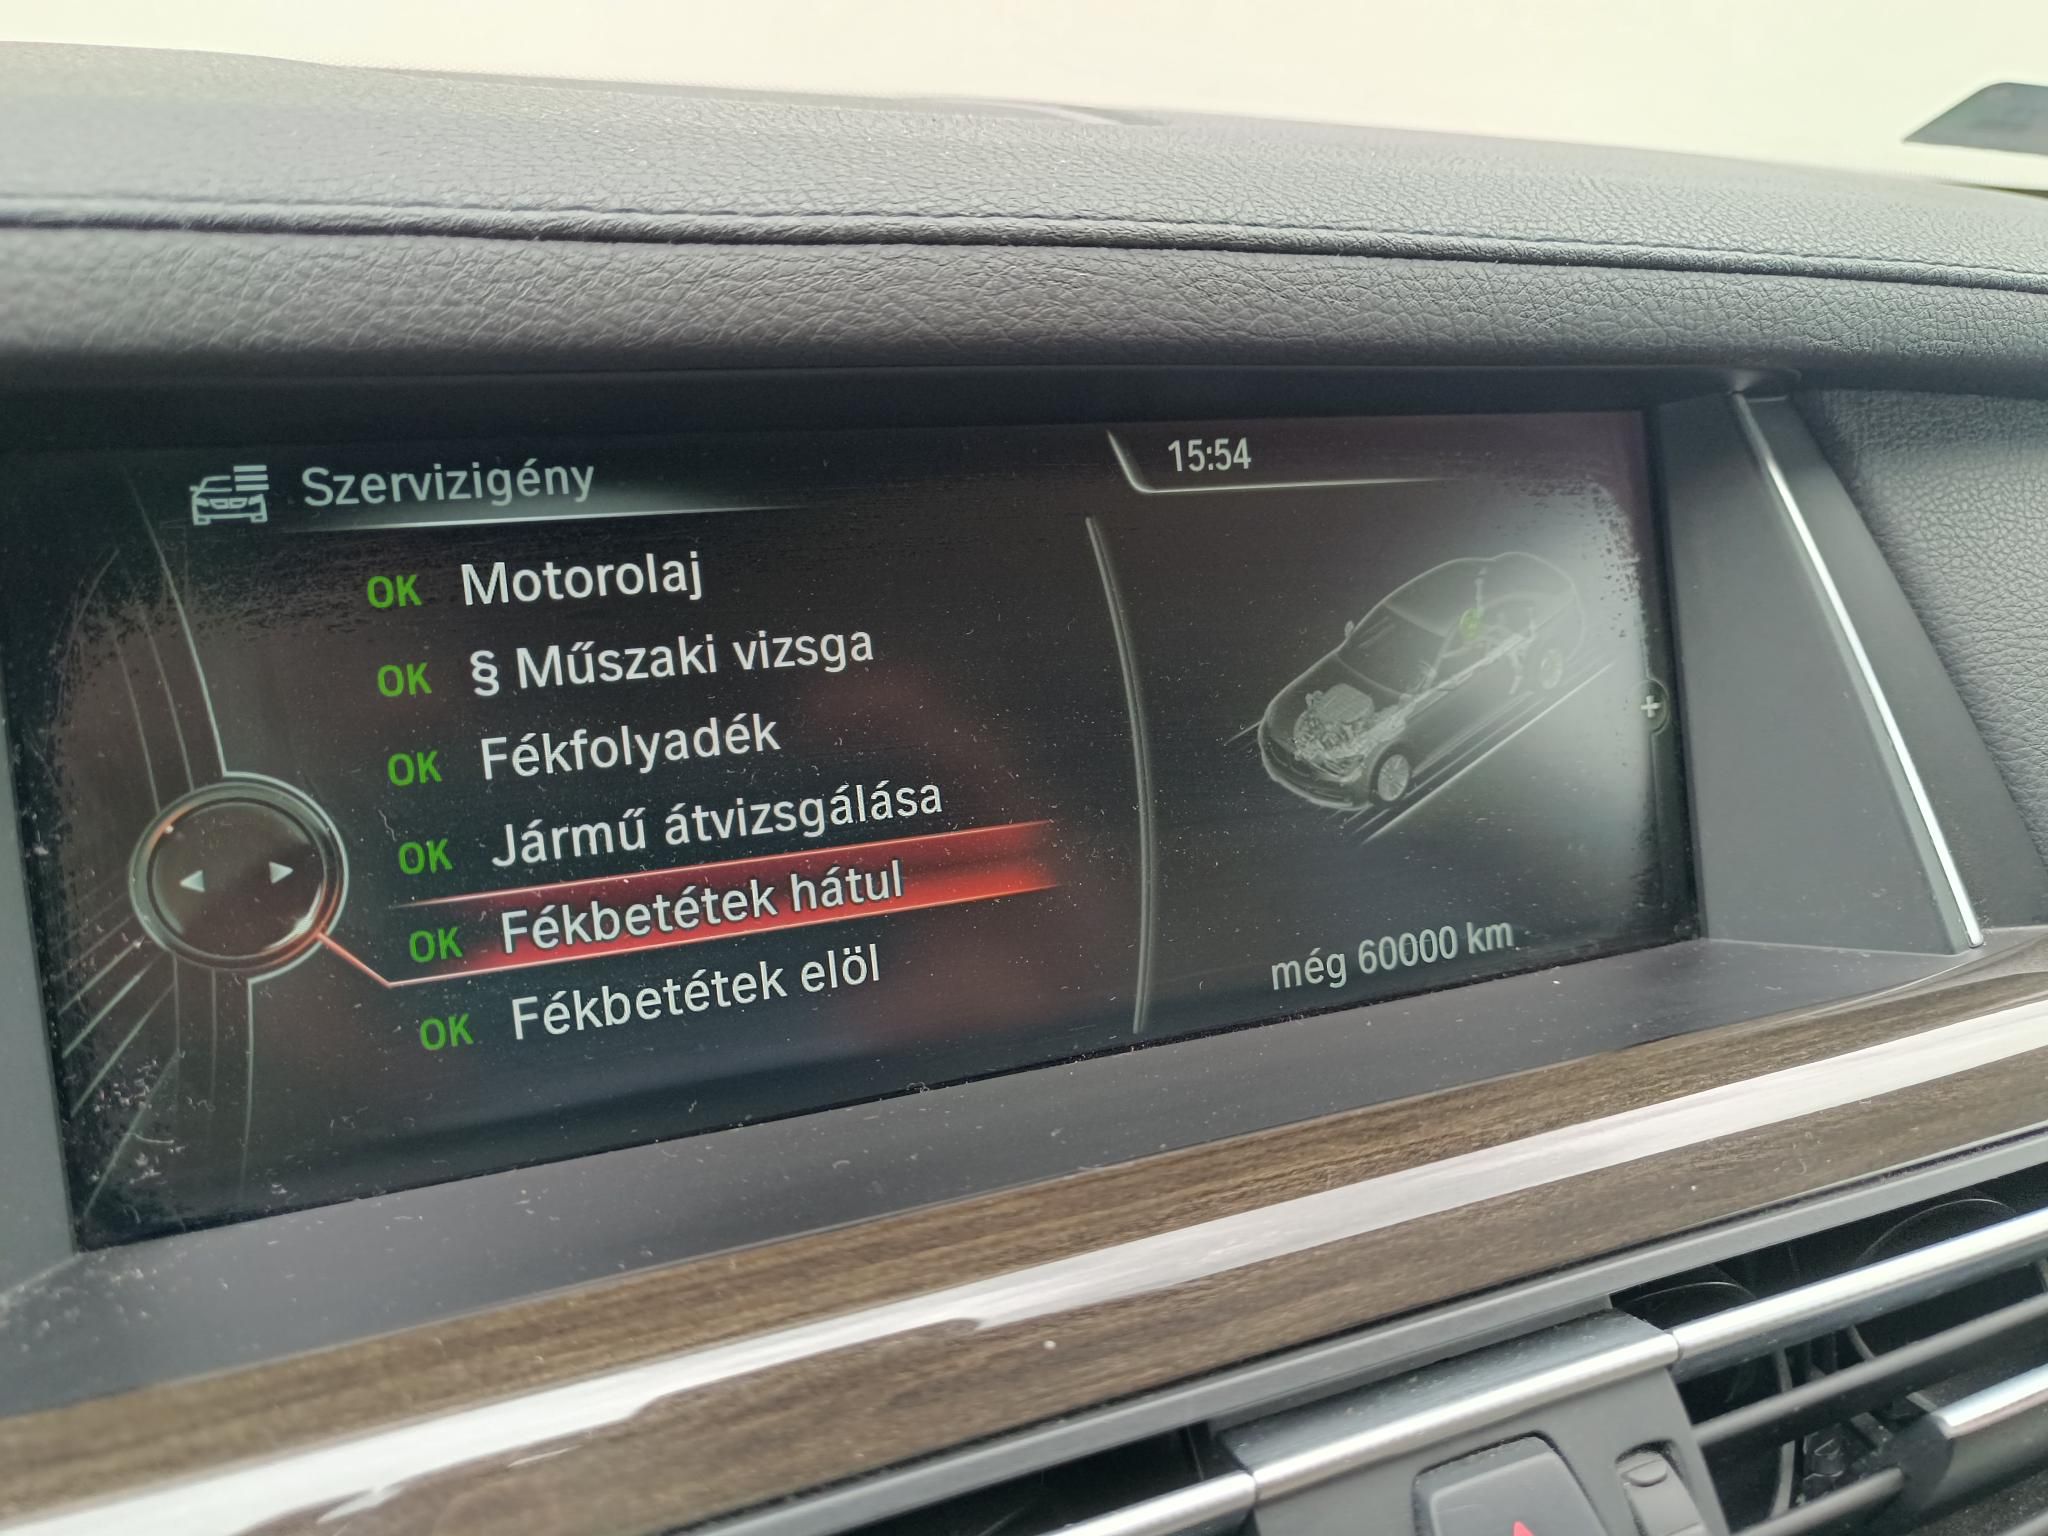 Szervizigény
15:54
OK Motorolaj
OK § Műszaki vizsga
OK Fékfolyadék
OK Jármű átvizsgálása
OK Fékbetétek hátul
OK Fékbetétek elöl
még 60000 km